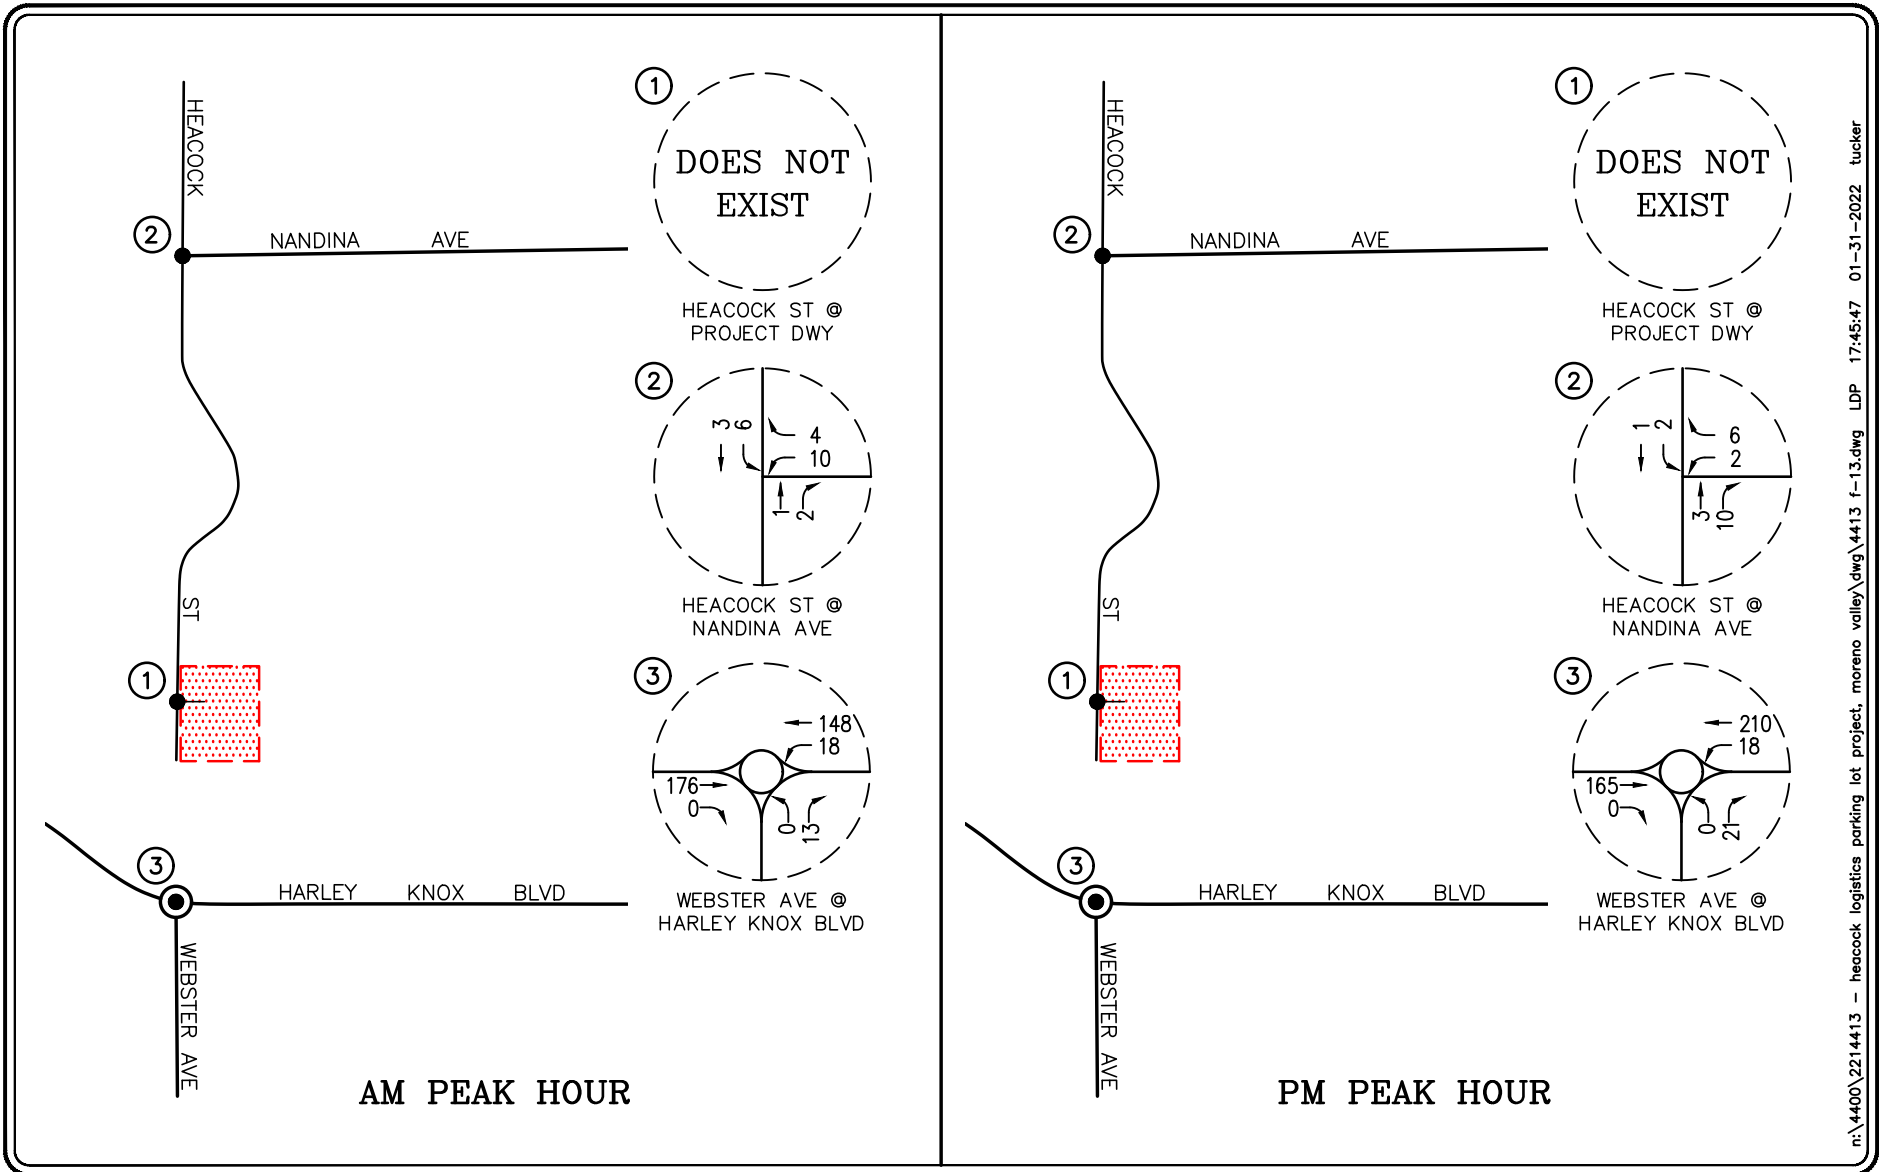 HEACOCK
2
NANDINA AVE
ST
1
3
HARLEY KNOX BLVD
WEBSTER AVE
1
DOES NOT
EXIST
HEACOCK ST @
PROJECT DWY
2
3
6
4
10
1
2
HEACOCK ST @
NANDINA AVE
3
148
18
176
0
0
13
WEBSTER AVE @
HARLEY KNOX BLVD
AM PEAK HOUR
HEACOCK
2
NANDINA AVE
ST
1
3
HARLEY KNOX BLVD
WEBSTER AVE
1
DOES NOT
EXIST
HEACOCK ST @
PROJECT DWY
2
1
2
6
2
3
10
HEACOCK ST @
NANDINA AVE
3
210
18
165
0
0
21
WEBSTER AVE @
HARLEY KNOX BLVD
PM PEAK HOUR
n:\4400\2214413 - heacock logistics parking lot project, moreno valley\dwg\4413 f-13.dwg LDP 17:45:47 01-31-2022 tucker